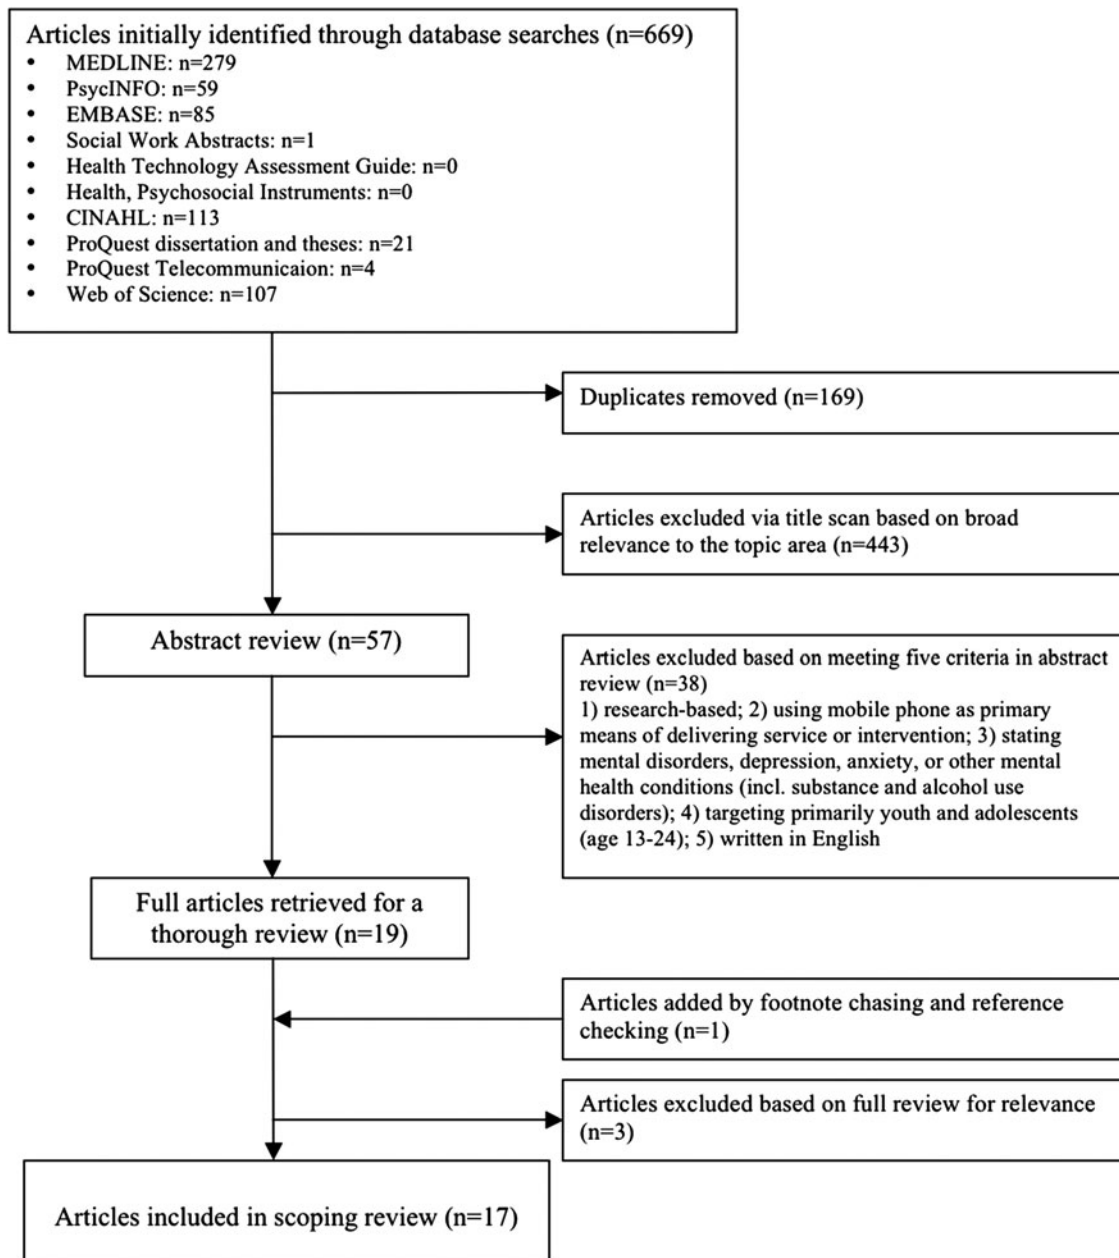 Articles initially identified through database searches (n=669)
• MEDLINE: n=279
• PsycINFO: n=59
• EMBASE: n=85
• Social Work Abstracts: n=1
• Health Technology Assessment Guide: n=0
• Health, Psychosocial Instruments: n=0
• CINAHL: n=113
• ProQuest dissertation and theses: n=21
• ProQuest Telecommunicaion: n=4
• Web of Science: n=107
Duplicates removed (n=169)
Articles excluded via title scan based on broad
relevance to the topic area (n=443)
Abstract review (n=57)
Articles excluded based on meeting five criteria in abstract
review (n=38)
1) research-based; 2) using mobile phone as primary
means of delivering service or intervention; 3) stating
mental disorders, depression, anxiety, or other mental
health conditions (incl. substance and alcohol use
disorders); 4) targeting primarily youth and adolescents
(age 13-24); 5) written in English
Full articles retrieved for a
thorough review (n=19)
Articles added by footnote chasing and reference
checking (n=1)
Articles excluded based on full review for relevance
(n=3)
Articles included in scoping review (n=17)